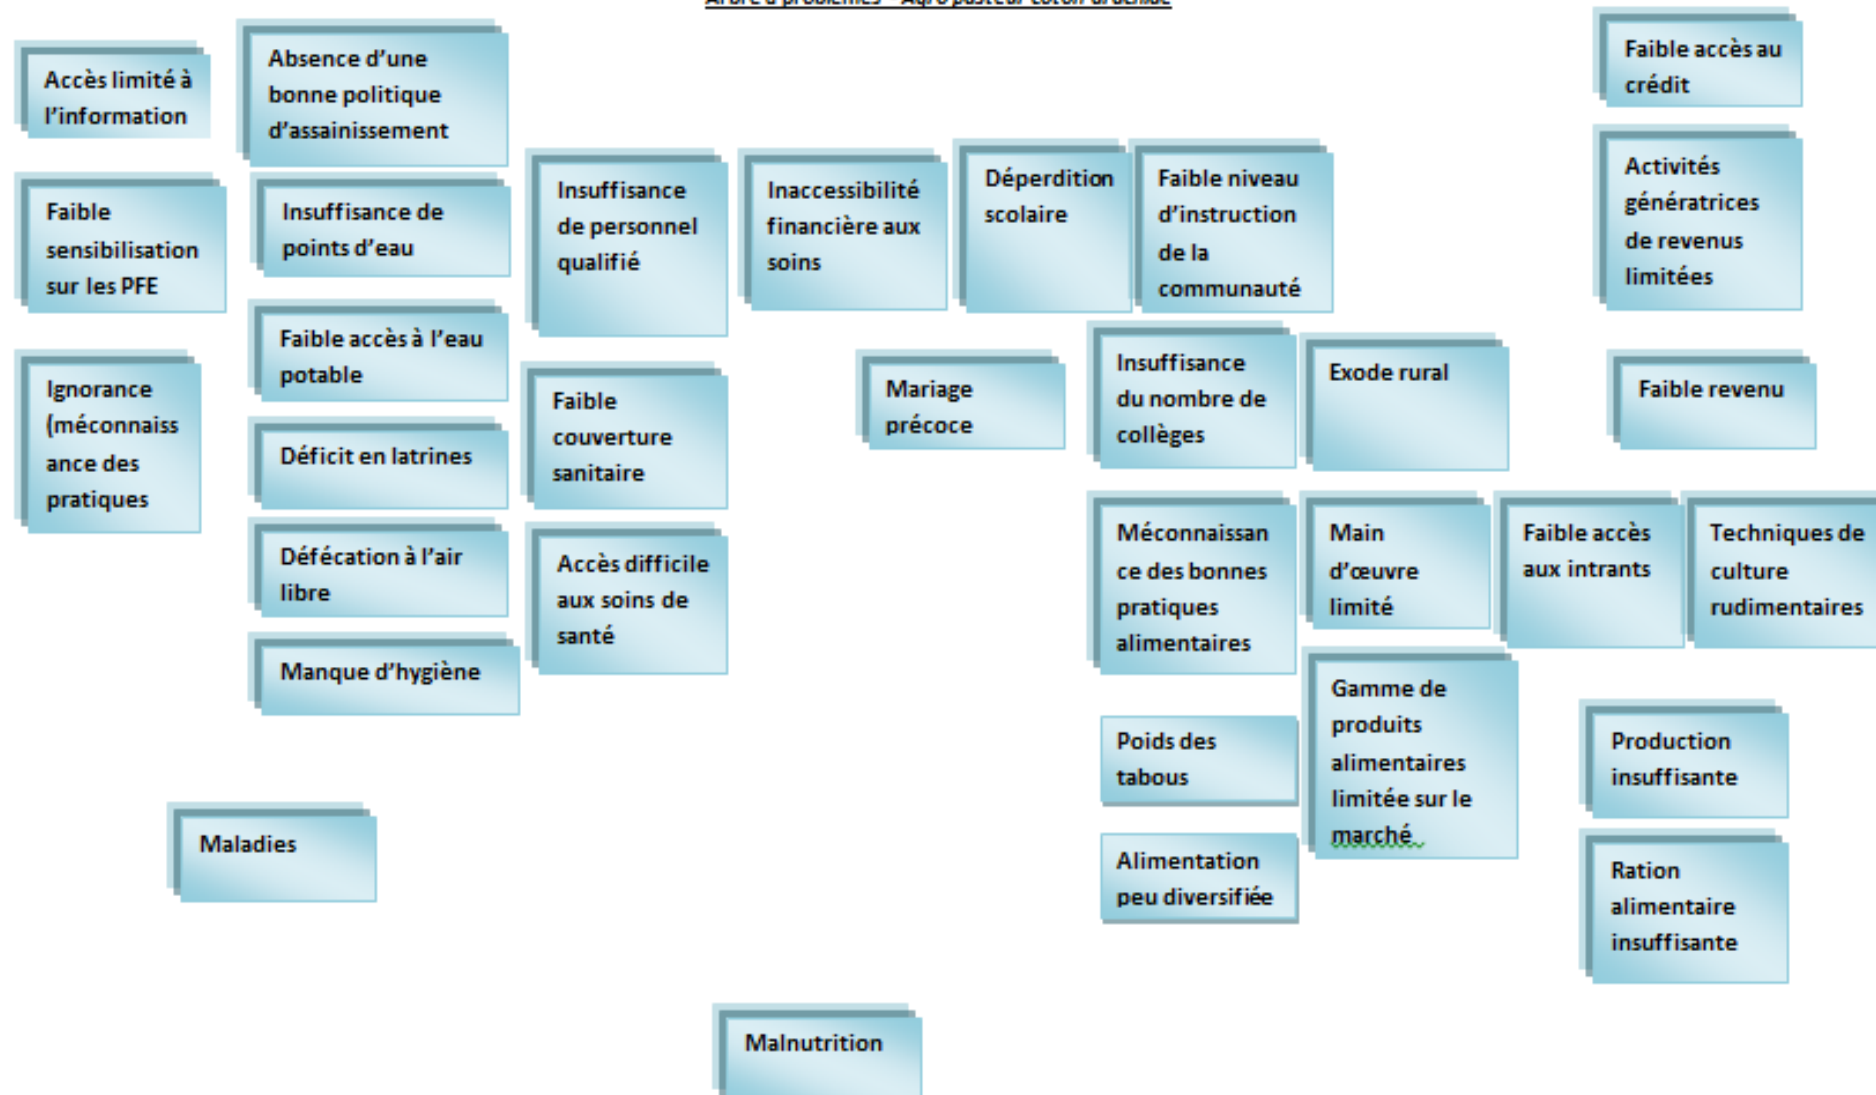 Arbre à problèmes - Agro pasteur coton arachide
Accès limité à
l'information
Absence d'une
bonne politique
d'assainissement
Faible accès au
crédit
Faible
sensibilisation
sur les PFE
Insuffisance de
points d'eau
Insuffisance
de personnel
qualifié
Inaccessibilité
financière aux
soins
Déperdition
scolaire
Faible niveau
d'instruction
de la
communauté
Activités
génératrices
de revenus
limitées
Ignorance
(méconnaiss
ance des
pratiques
Faible accès à l'eau
potable
Faible
couverture
sanitaire
Mariage
précoce
Insuffisance
du nombre de
collèges
Exode rural
Faible revenu
Déficit en latrines
Défécation à l'air
libre
Accès difficile
aux soins de
santé
Méconnaissan
ce des bonnes
pratiques
alimentaires
Main
d'œuvre
limité
Faible accès
aux intrants
Techniques de
culture
rudimentaires
Manque d'hygiène
Gamme de
produits
alimentaires
limitée sur le
marché
Poids des
tabous
Production
insuffisante
Maladies
Alimentation
peu diversifiée
Ration
alimentaire
insuffisante
Malnutrition